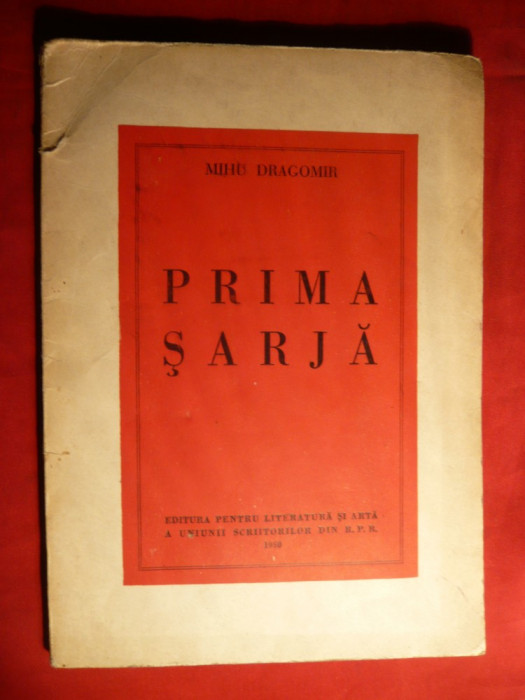 MIHU DRAGOMIR
PRIMA
ŞARJĂ
EDITURA PENTRU LITERATURĂ ŞI ARTĂ
A UNIUNII SCRIITORILOR DIN R.P.R.